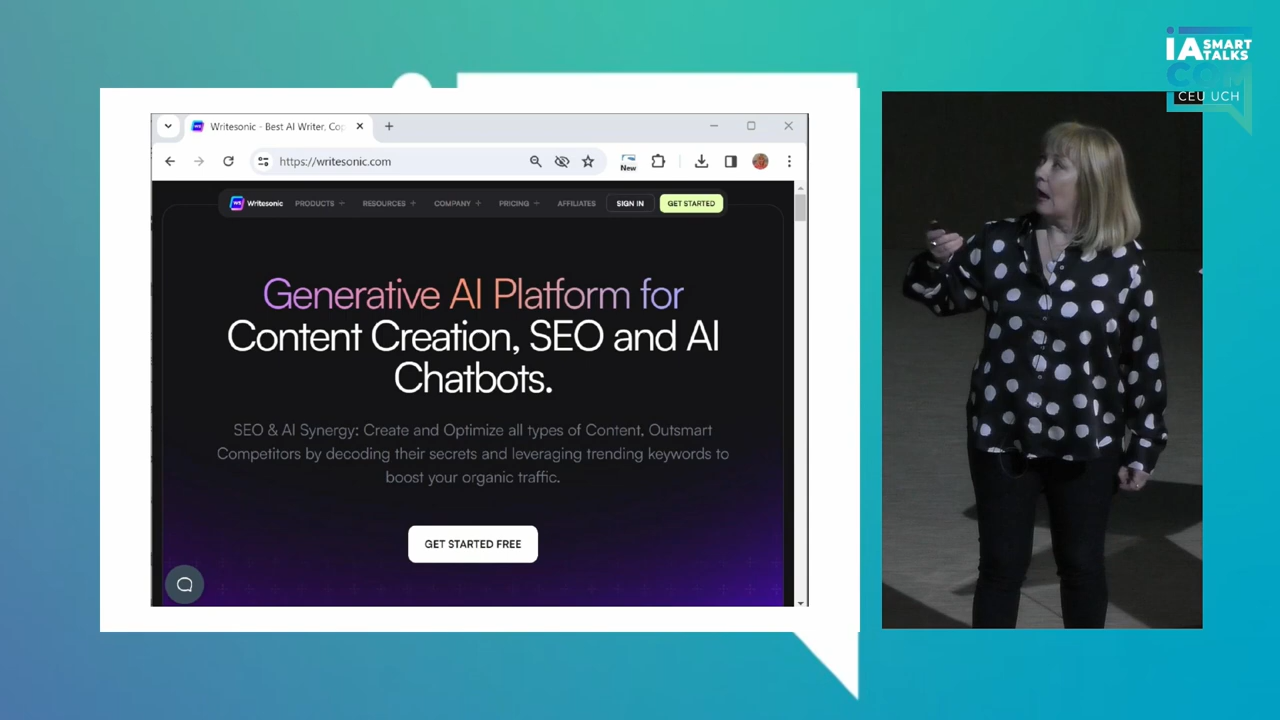 IA SMART
TALKS
COM
CEU UCH
Writesonic - Best AI Writer, Cop
https://writesonic.com
New
Writesonic
PRODUCTS +
RESOURCES +
COMPANY +
PRICING +
AFFILIATES
SIGN IN
GET STARTED
Generative AI Platform for
Content Creation, SEO and AI
Chatbots.
SEO & AI Synergy: Create and Optimize all types of Content, Outsmart
Competitors by decoding their secrets and leveraging trending keywords to
boost your organic traffic.
GET STARTED FREE